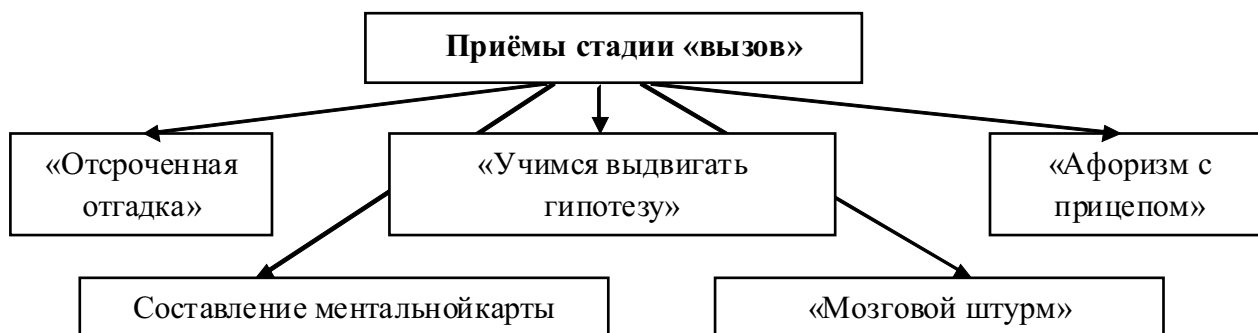 Приёмы стадии «вызов»
«Отсроченная
отгадка»
«Учимся выдвигать
гипотезу»
«Афоризм с
прицепом»
Составление ментальнойкарты
«Мозговой штурм»